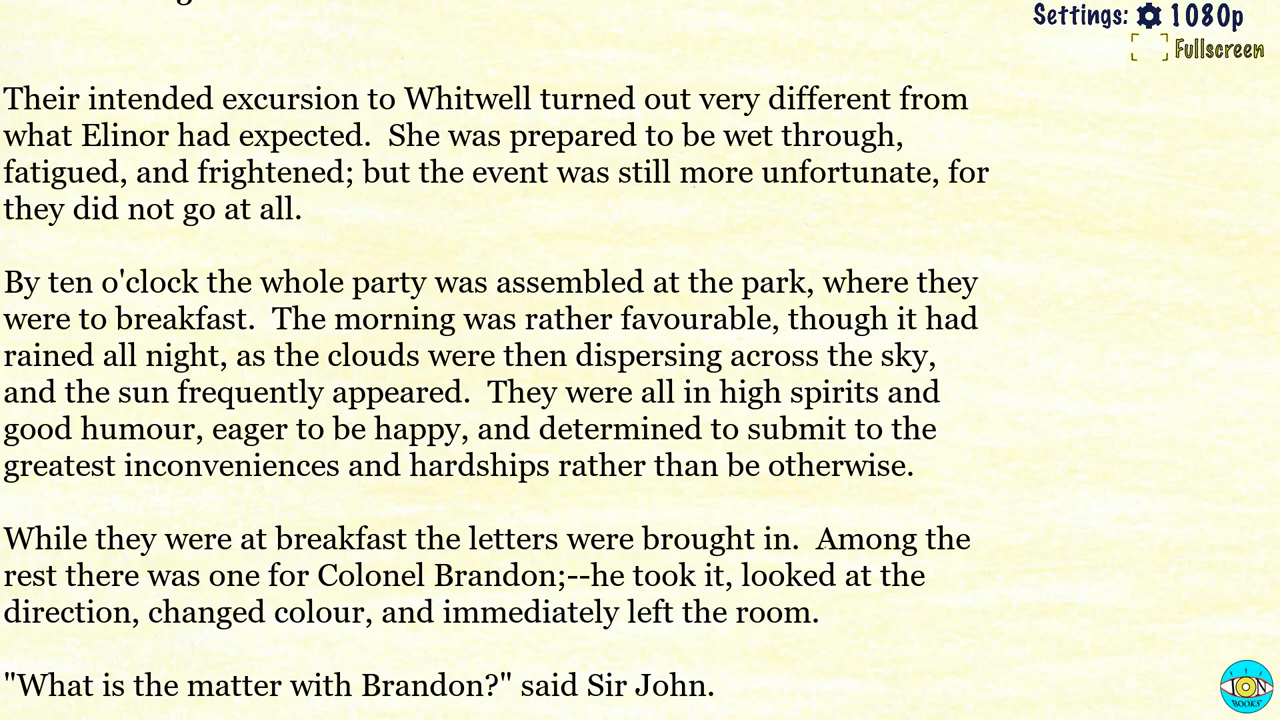 Settings: 1080p
Fullscreen
Their intended excursion to Whitwell turned out very different from
what Elinor had expected.  She was prepared to be wet through,
fatigued, and frightened; but the event was still more unfortunate, for
they did not go at all.
By ten o'clock the whole party was assembled at the park, where they
were to breakfast.  The morning was rather favourable, though it had
rained all night, as the clouds were then dispersing across the sky,
and the sun frequently appeared.  They were all in high spirits and
good humour, eager to be happy, and determined to submit to the
greatest inconveniences and hardships rather than be otherwise.
While they were at breakfast the letters were brought in.  Among the
rest there was one for Colonel Brandon;--he took it, looked at the
direction, changed colour, and immediately left the room.
"What is the matter with Brandon?" said Sir John.
ION
BOOKS